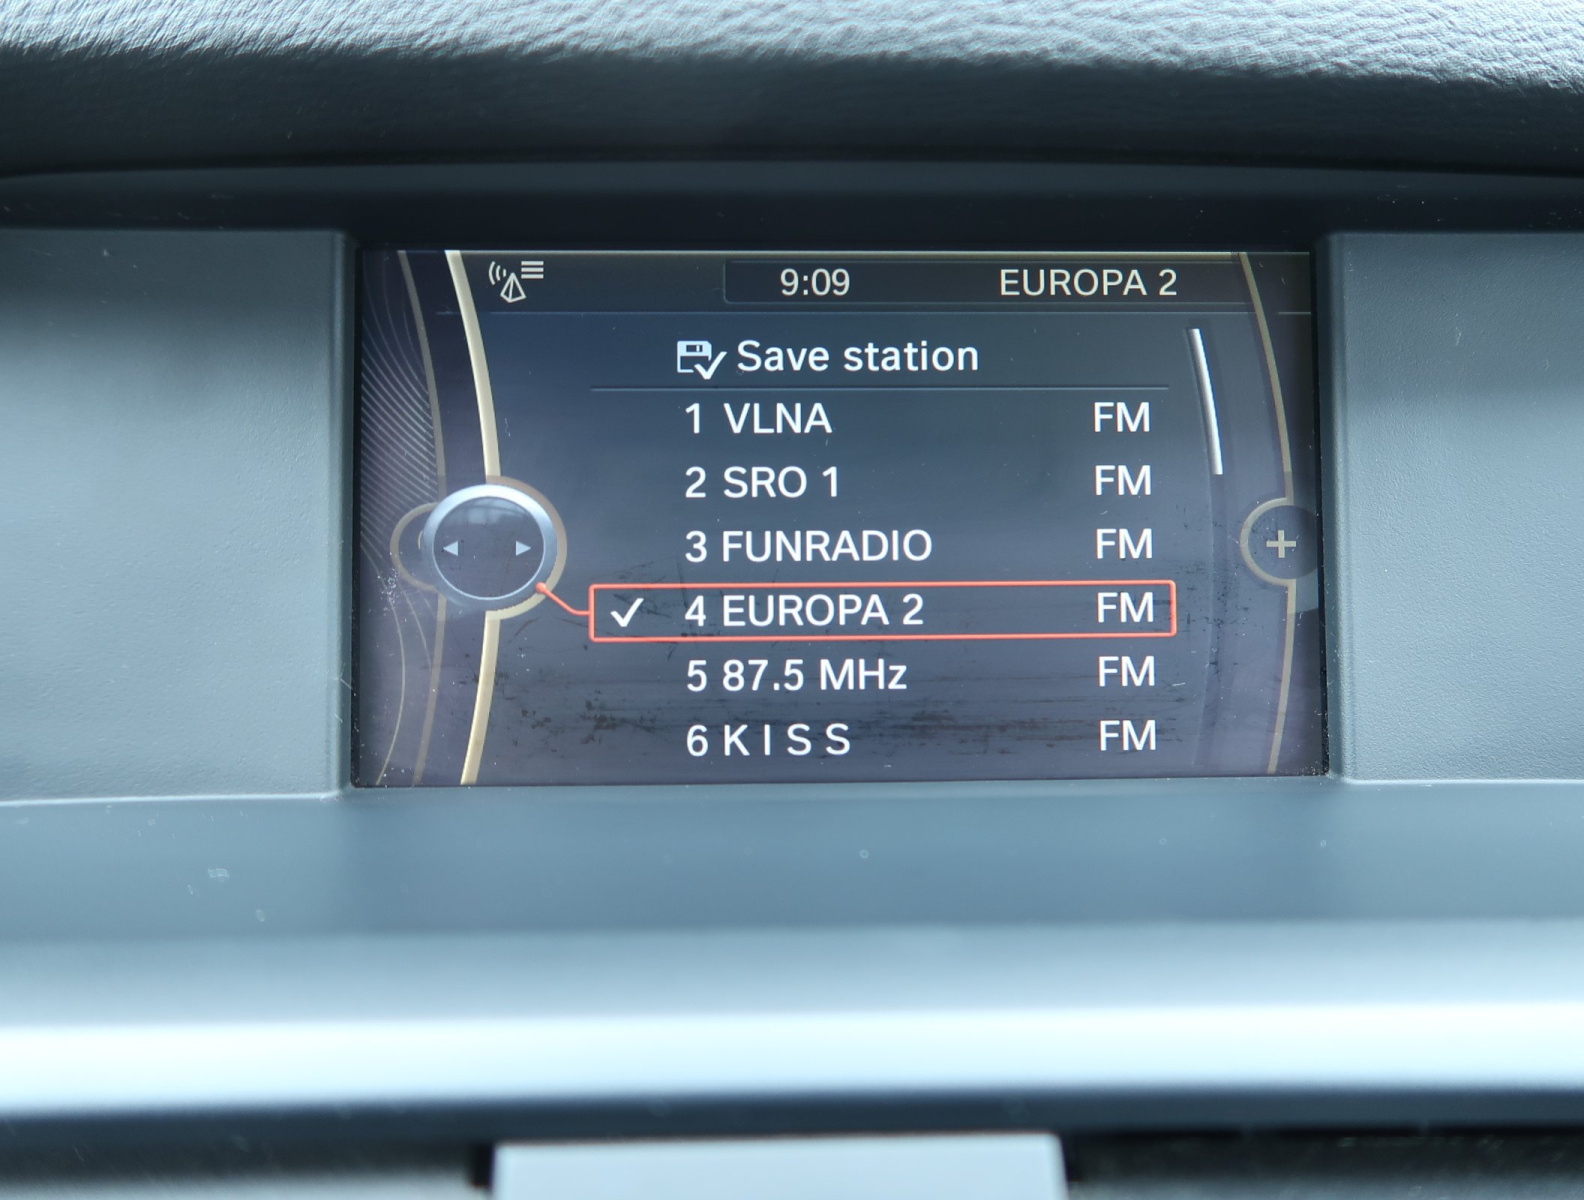 9:09 EUROPA 2
Save station
1 VLNA FM
2 SRO 1 FM
3 FUNRADIO FM
4 EUROPA 2 FM
5 87.5 MHz FM
6 K I S S FM